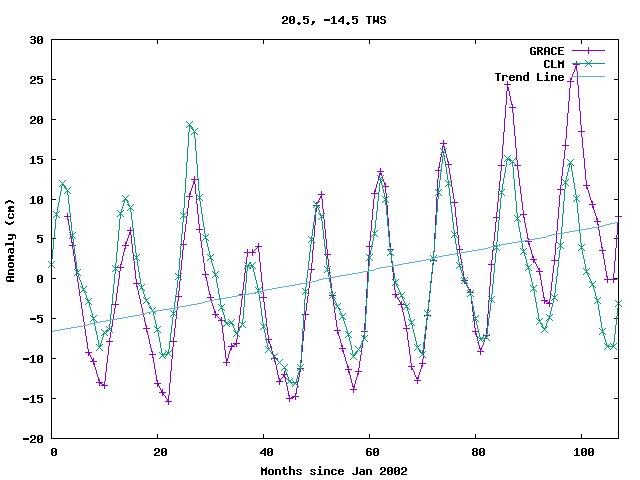 20.5, -14.5 TWS
30
25
20
15
10
5
0
-5
-10
-15
-20
Anomaly (cm)
GRACE
CLM
Trend Line
0 20 40 60 80 100
Months since Jan 2002